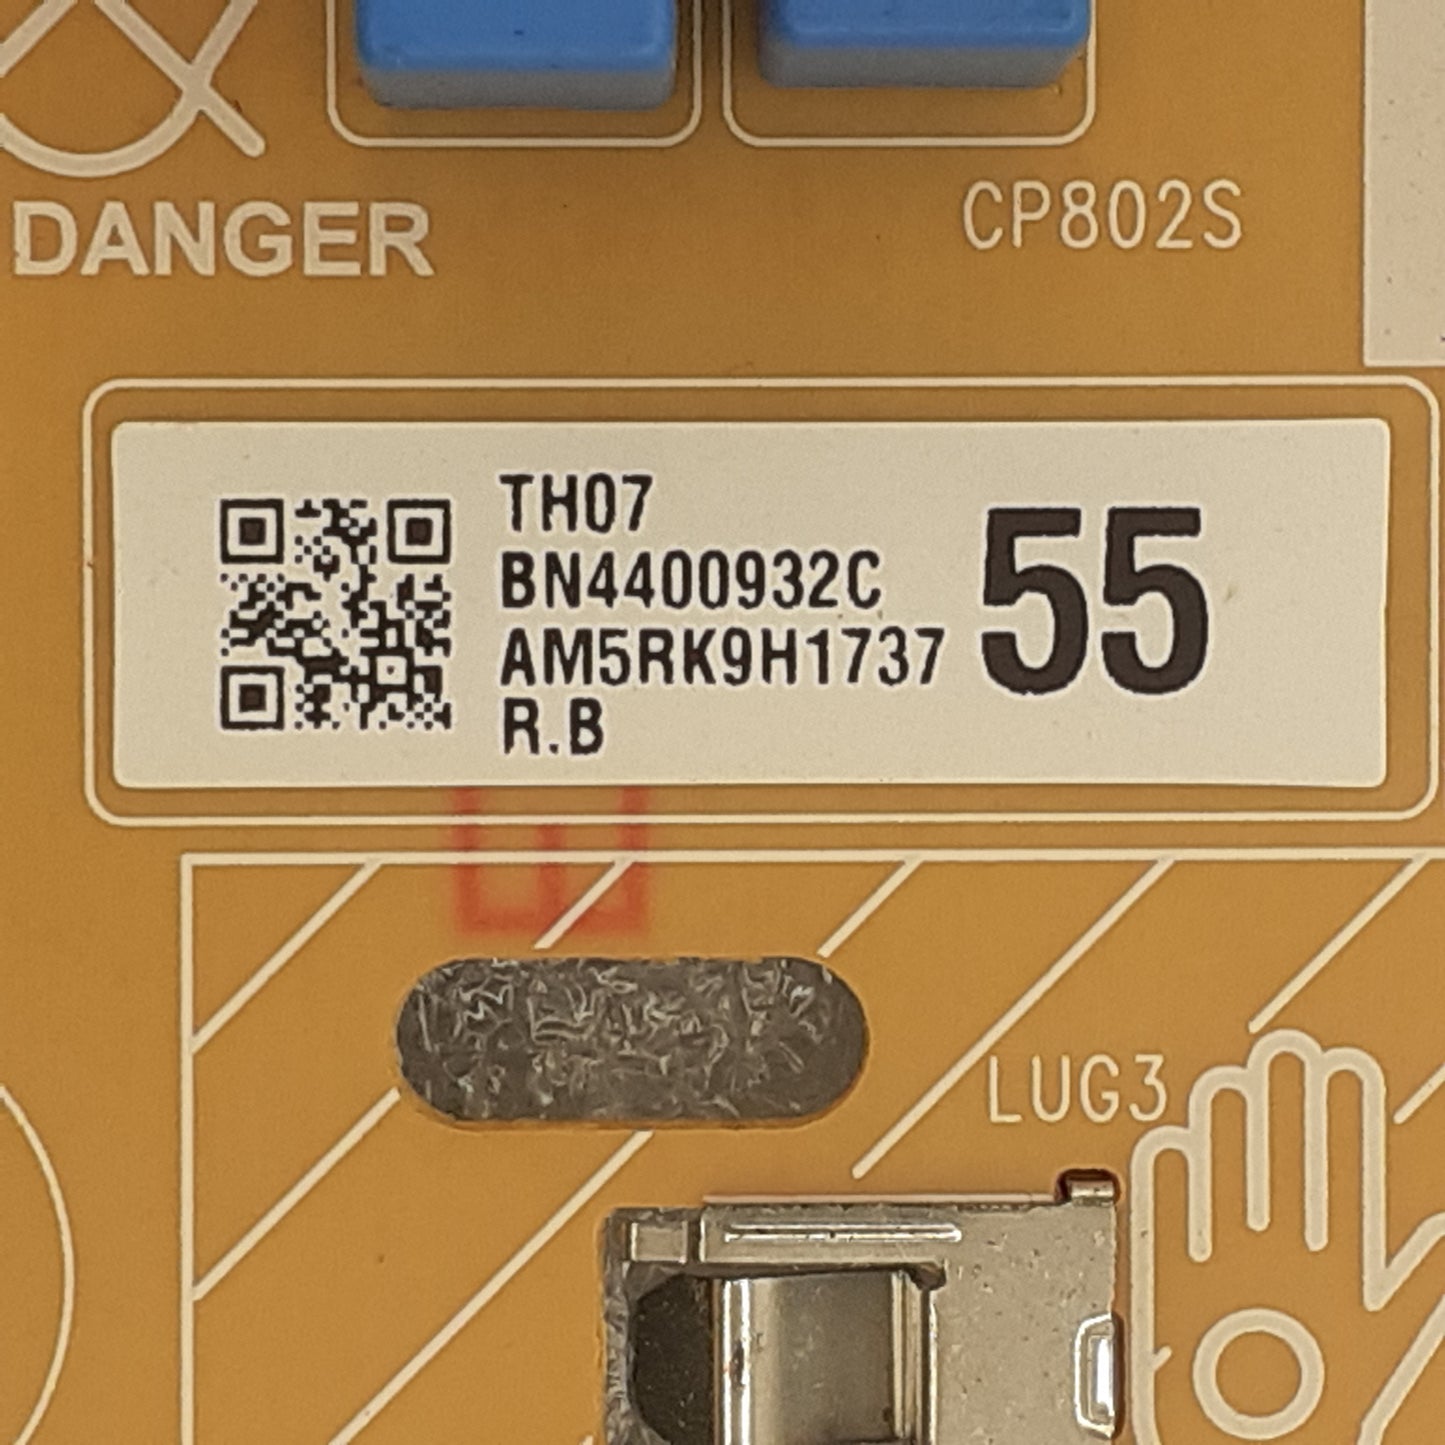 DANGER
CP802S
TH07
BN4400932C
AM5RK9H1737
R.B
55
LUG3